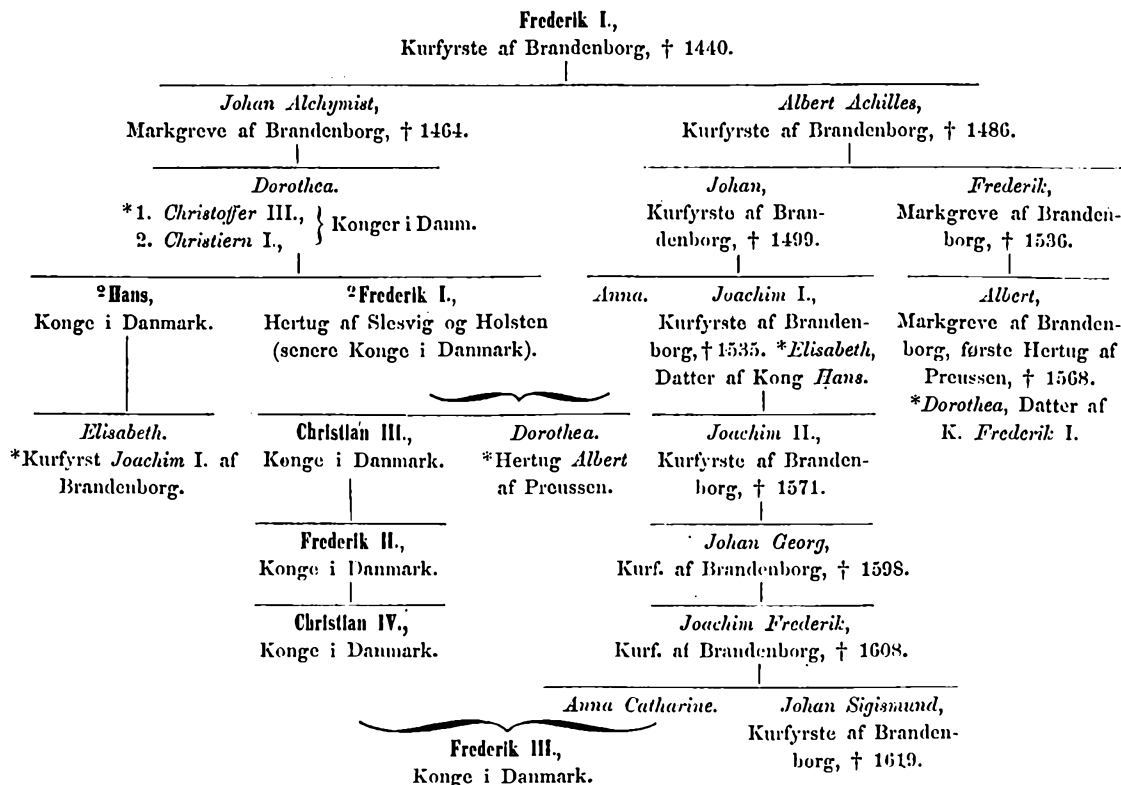 Frederik I.,
Kurfyrste af Brandenborg, † 1440.
Johan Alchymist,
Markgreve af Brandenborg, † 1464.
Albert Achilles,
Kurfyrste af Brandenborg, † 1486.
Dorothea.
*1. Christoffer III.,
2. Christiern I.,
} Konger i Danm.
Johan,
Kurfyrste af Bran-
denborg, † 1499.
Frederik,
Markgreve af Branden-
borg, † 1536.
2Hans,
Konge i Danmark.
2Frederik I.,
Hertug af Slesvig og Holsten
(senere Konge i Danmark).
Anna.
Joachim I.,
Kurfyrste af Branden-
borg, † 1535. *Elisabeth,
Datter af Kong Hans.
Albert,
Markgreve af Branden-
borg, første Hertug af
Preussen, † 1568.
*Dorothea, Datter af
K. Frederik I.
Elisabeth.
*Kurfyrst Joachim I. af
Brandenborg.
Christian III.,
Konge i Danmark.
Dorothea.
*Hertug Albert
af Preussen.
Joachim II.,
Kurfyrste af Branden-
borg, † 1571.
Frederik II.,
Konge i Danmark.
Johan Georg,
Kurf. af Brandenborg, † 1598.
Christian IV.,
Konge i Danmark.
Joachim Frederik,
Kurf. af Brandenborg, † 1608.
Anna Catharine.
Johan Sigismund,
Kurfyrste af Branden-
borg, † 1619.
Frederik III.,
Konge i Danmark.